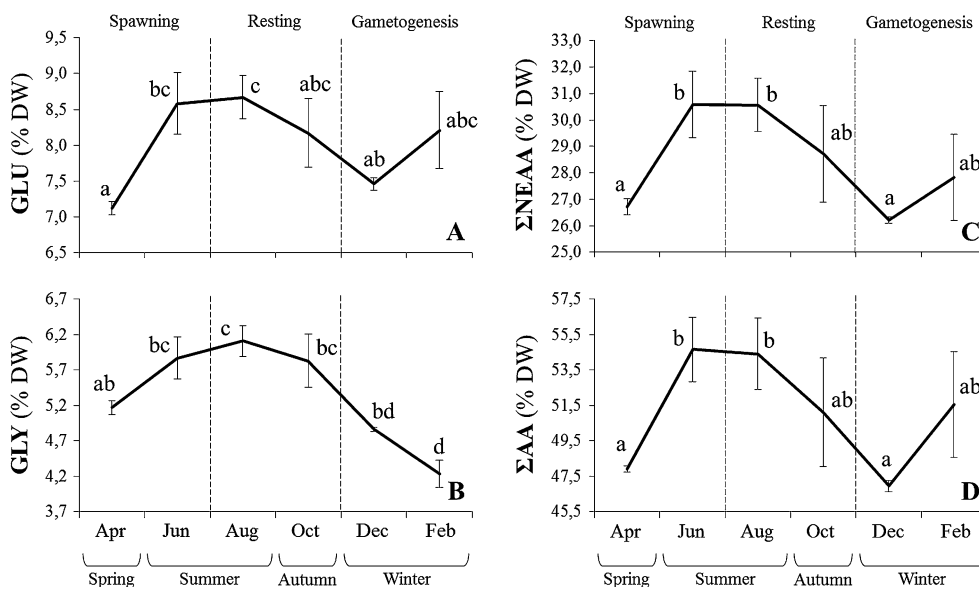 Spawning Resting Gametogenesis
GLU (% DW)
9,5
9,0
8,5
8,0
7,5
7,0
6,5
a
bc
c
abc
ab
abc
A
GLY (% DW)
6,7
6,2
5,7
5,2
4,7
4,2
3,7
ab
bc
c
bc
bd
d
B
Apr Jun Aug Oct Dec Feb
Spring Summer Autumn Winter
Spawning Resting Gametogenesis
ΣNEAA (% DW)
33,0
32,0
31,0
30,0
29,0
28,0
27,0
26,0
25,0
a
b
b
ab
a
ab
C
ΣAA (% DW)
57,5
55,5
53,5
51,5
49,5
47,5
45,5
a
b
b
ab
a
ab
D
Apr Jun Aug Oct Dec Feb
Spring Summer Autumn Winter